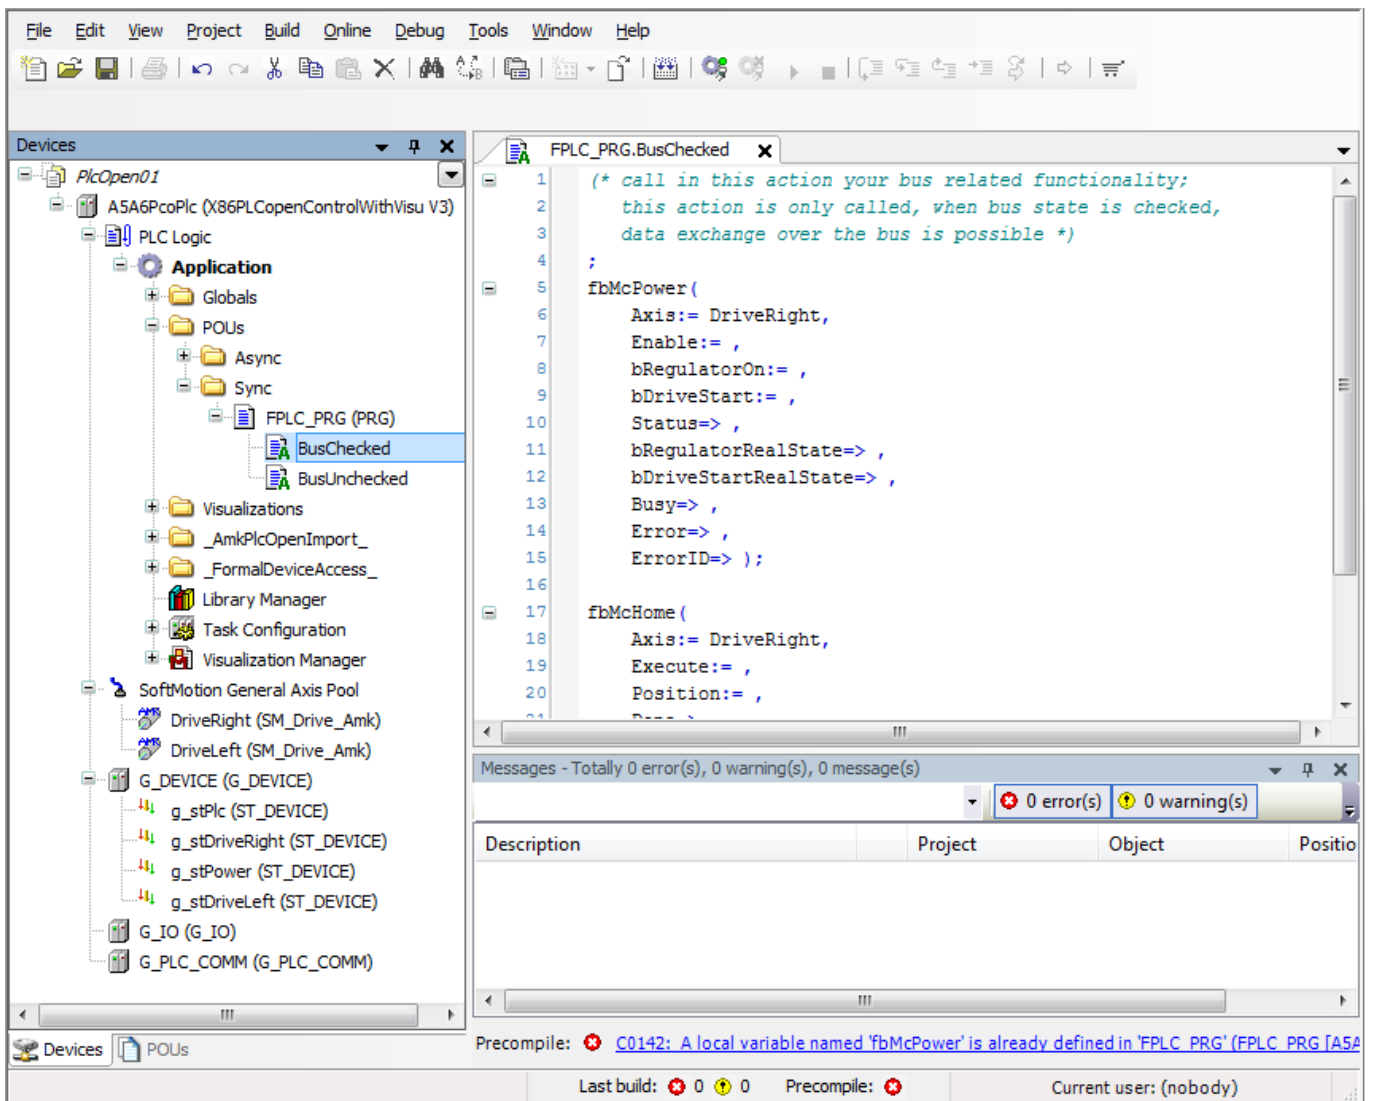 File Edit View Project Build Online Debug Tools Window Help
Devices
PlcOpen01
A5A6PcoPlc (X86PLCopenControlWithVisu V3)
PLC Logic
Application
Globals
POUs
Async
Sync
FPLC_PRG (PRG)
BusChecked
BusUnchecked
Visualizations
_AmkPlcOpenImport_
_FormalDeviceAccess_
Library Manager
Task Configuration
Visualization Manager
SoftMotion General Axis Pool
DriveRight (SM_Drive_Amk)
DriveLeft (SM_Drive_Amk)
G_DEVICE (G_DEVICE)
g_stPlc (ST_DEVICE)
g_stDriveRight (ST_DEVICE)
g_stPower (ST_DEVICE)
g_stDriveLeft (ST_DEVICE)
G_IO (G_IO)
G_PLC_COMM (G_PLC_COMM)
Devices POUs
FPLC_PRG.BusChecked
1 (* call in this action your bus related functionality;
2 this action is only called, when bus state is checked,
3 data exchange over the bus is possible *)
4 ;
5 fbMcPower(
6 Axis:= DriveRight,
7 Enable:= ,
8 bRegulatorOn:= ,
9 bDriveStart:= ,
10 Status=> ,
11 bRegulatorRealState=> ,
12 bDriveStartRealState=> ,
13 Busy=> ,
14 Error=> ,
15 ErrorID=> );
16
17 fbMcHome(
18 Axis:= DriveRight,
19 Execute:= ,
20 Position:= ,
Messages - Totally 0 error(s), 0 warning(s), 0 message(s)
0 error(s) 0 warning(s)
Description Project Object Positio
Precompile: C0142: A local variable named 'fbMcPower' is already defined in 'FPLC_PRG' (FPLC_PRG [A5A
Last build: 0 0 Precompile: Current user: (nobody)